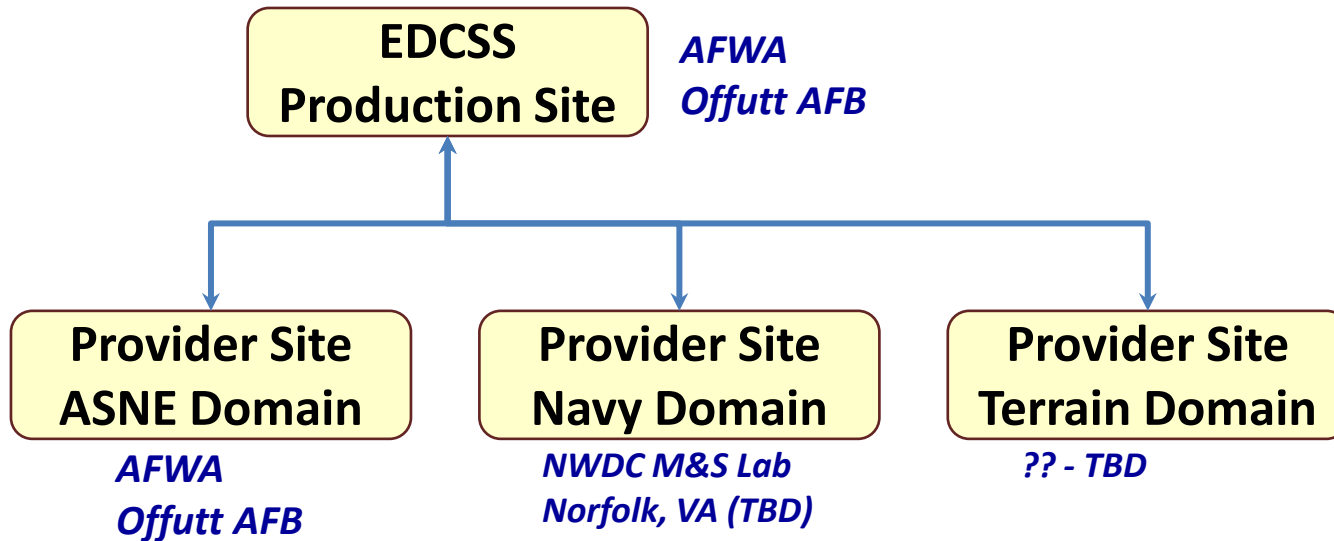 EDCSS
Production Site
AFWA
Offutt AFB
Provider Site
ASNE Domain
AFWA
Offutt AFB
Provider Site
Navy Domain
NWDC M&S Lab
Norfolk, VA (TBD)
Provider Site
Terrain Domain
?? - TBD